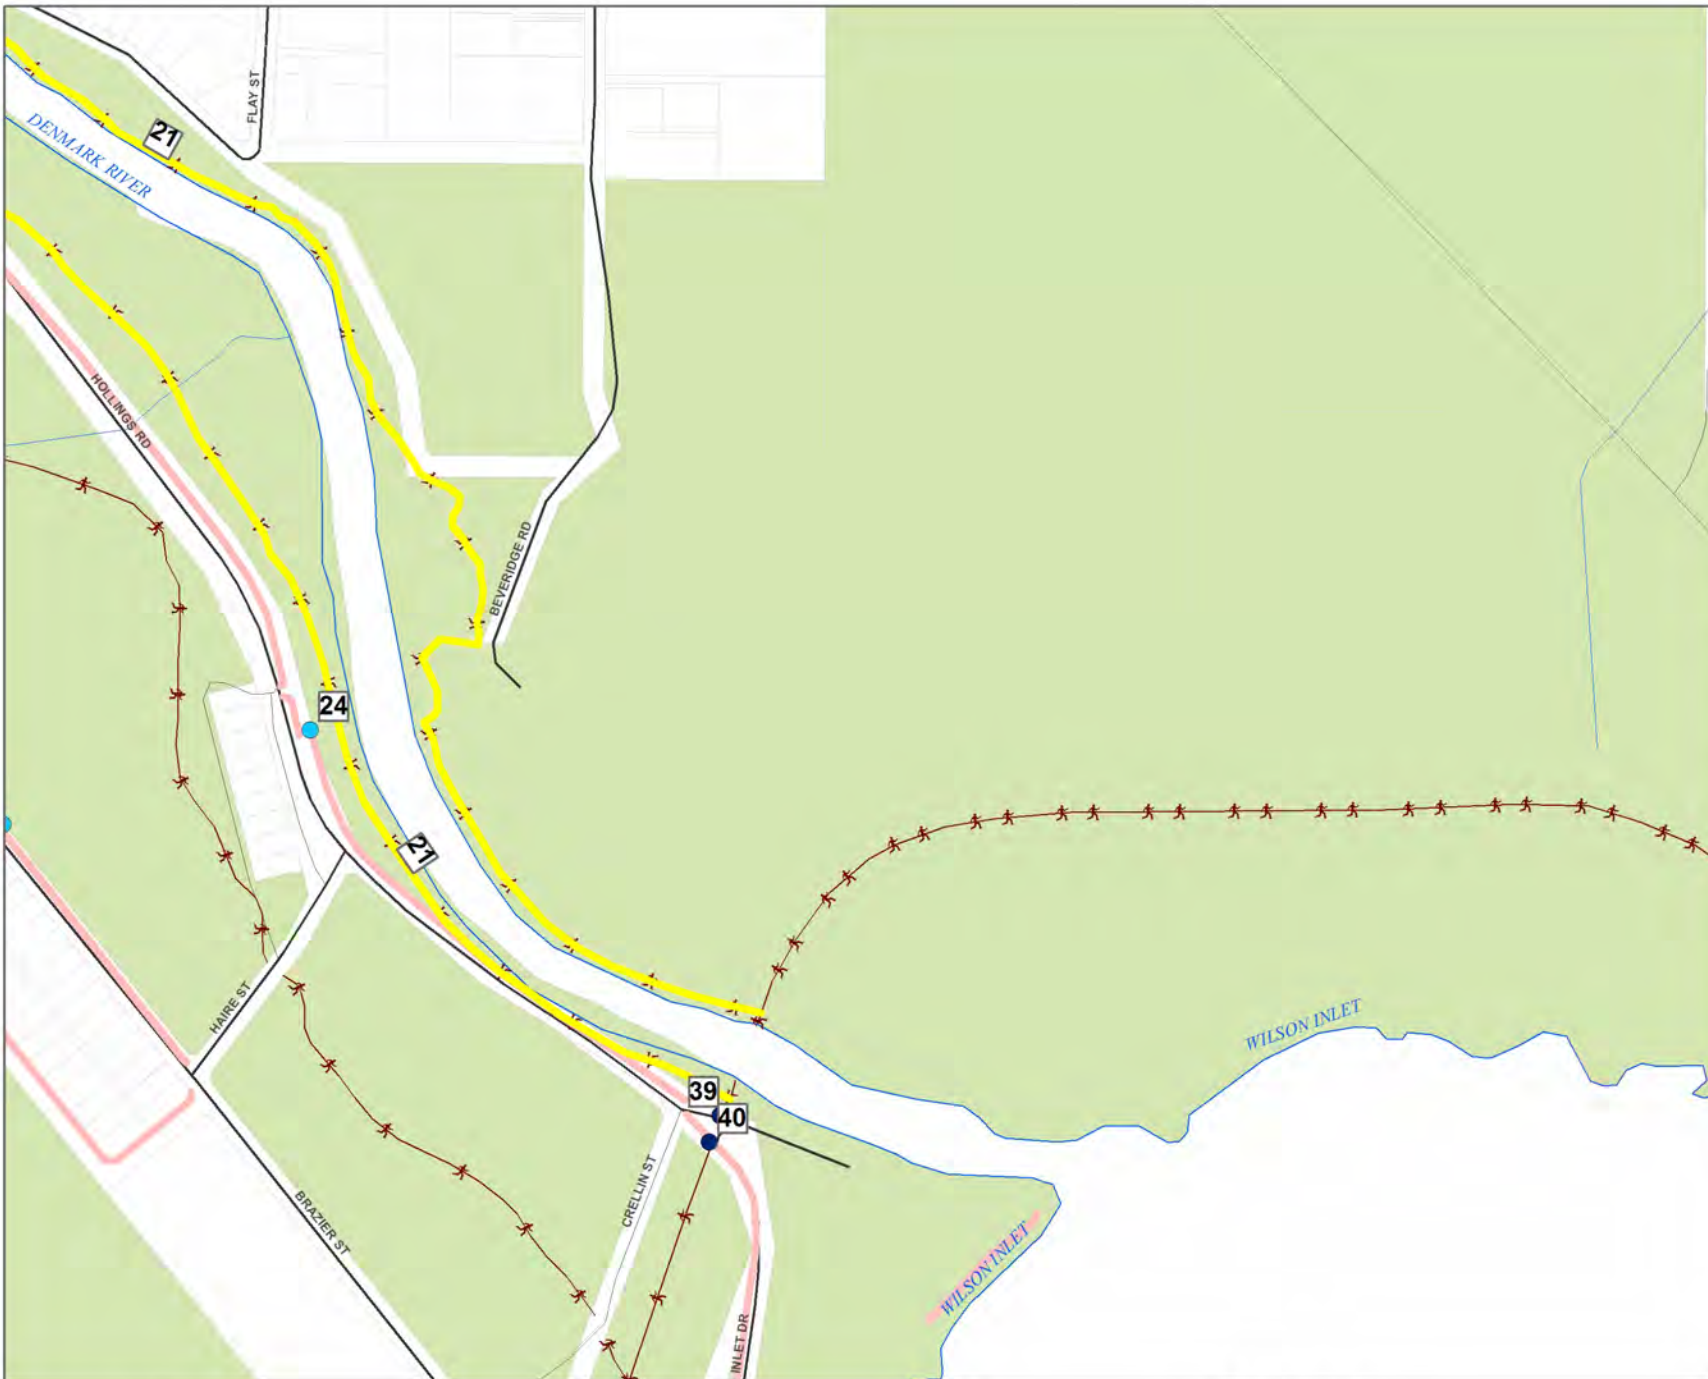 FLAY ST
21
DENMARK RIVER
HOLLINGS RD
BEVERIDGE RD
24
21
HAIRE ST
WILSON INLET
39
40
CRELLIN ST
BRAZIER ST
WILSON INLET
INLET DR